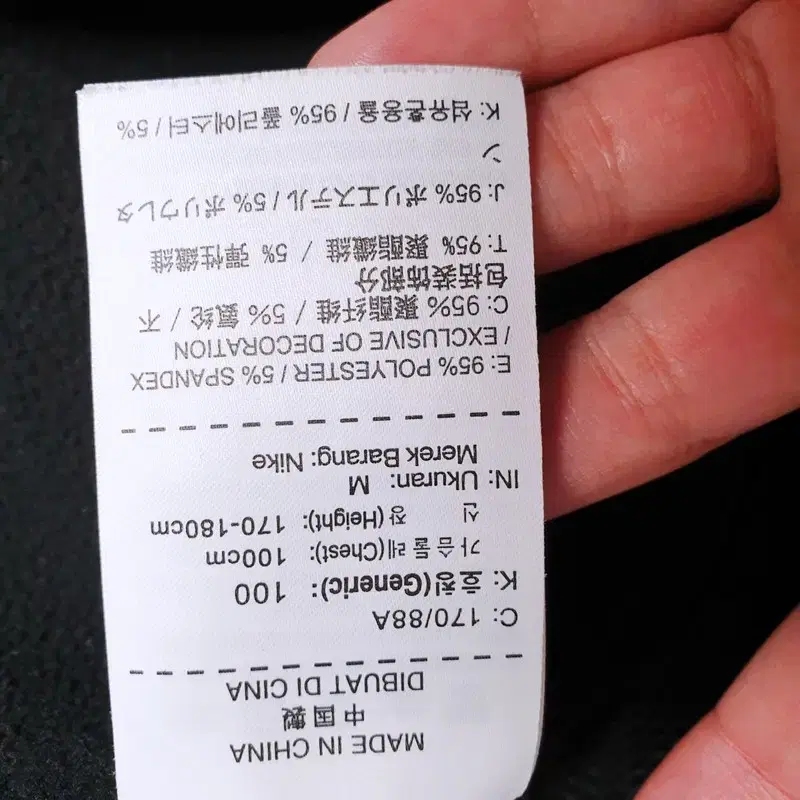 MADE IN CHINA
中国製
DIBUAT DI CINA
C: 170/88A
K: 호칭(Generic): 100
가슴둘레(Chest): 100cm
신 장(Height): 170-180cm
IN: Ukuran: M
Merek Barang: Nike
E: 95% POLYESTER / 5% SPANDEX
/ EXCLUSIVE OF DECORATION
C: 95% 聚酯纤维 / 5% 氨纶 / 不
包括装饰部分
T: 95% 聚酯纖維 / 5% 彈性纖維
J: 95% ポリエステル / 5% ポリウレタ
ン
K: 섬유혼용율 / 95% 폴리에스터 / 5%